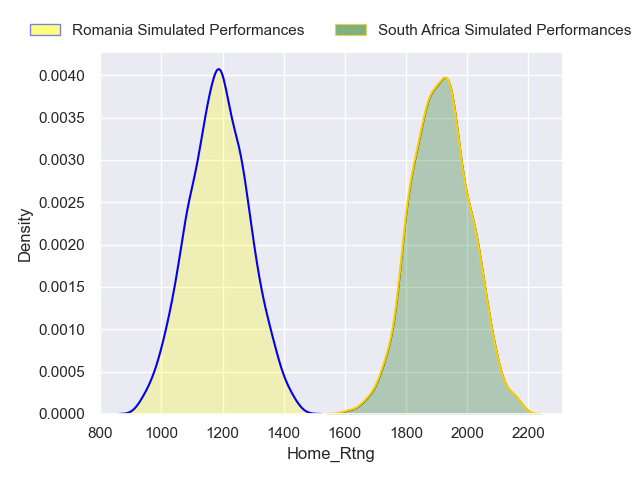 Romania Simulated Performances
South Africa Simulated Performances
0.0040
0.0035
0.0030
0.0025
0.0020
0.0015
0.0010
0.0005
0.0000
Density
800 1000 1200 1400 1600 1800 2000 2200
Home_Rtng